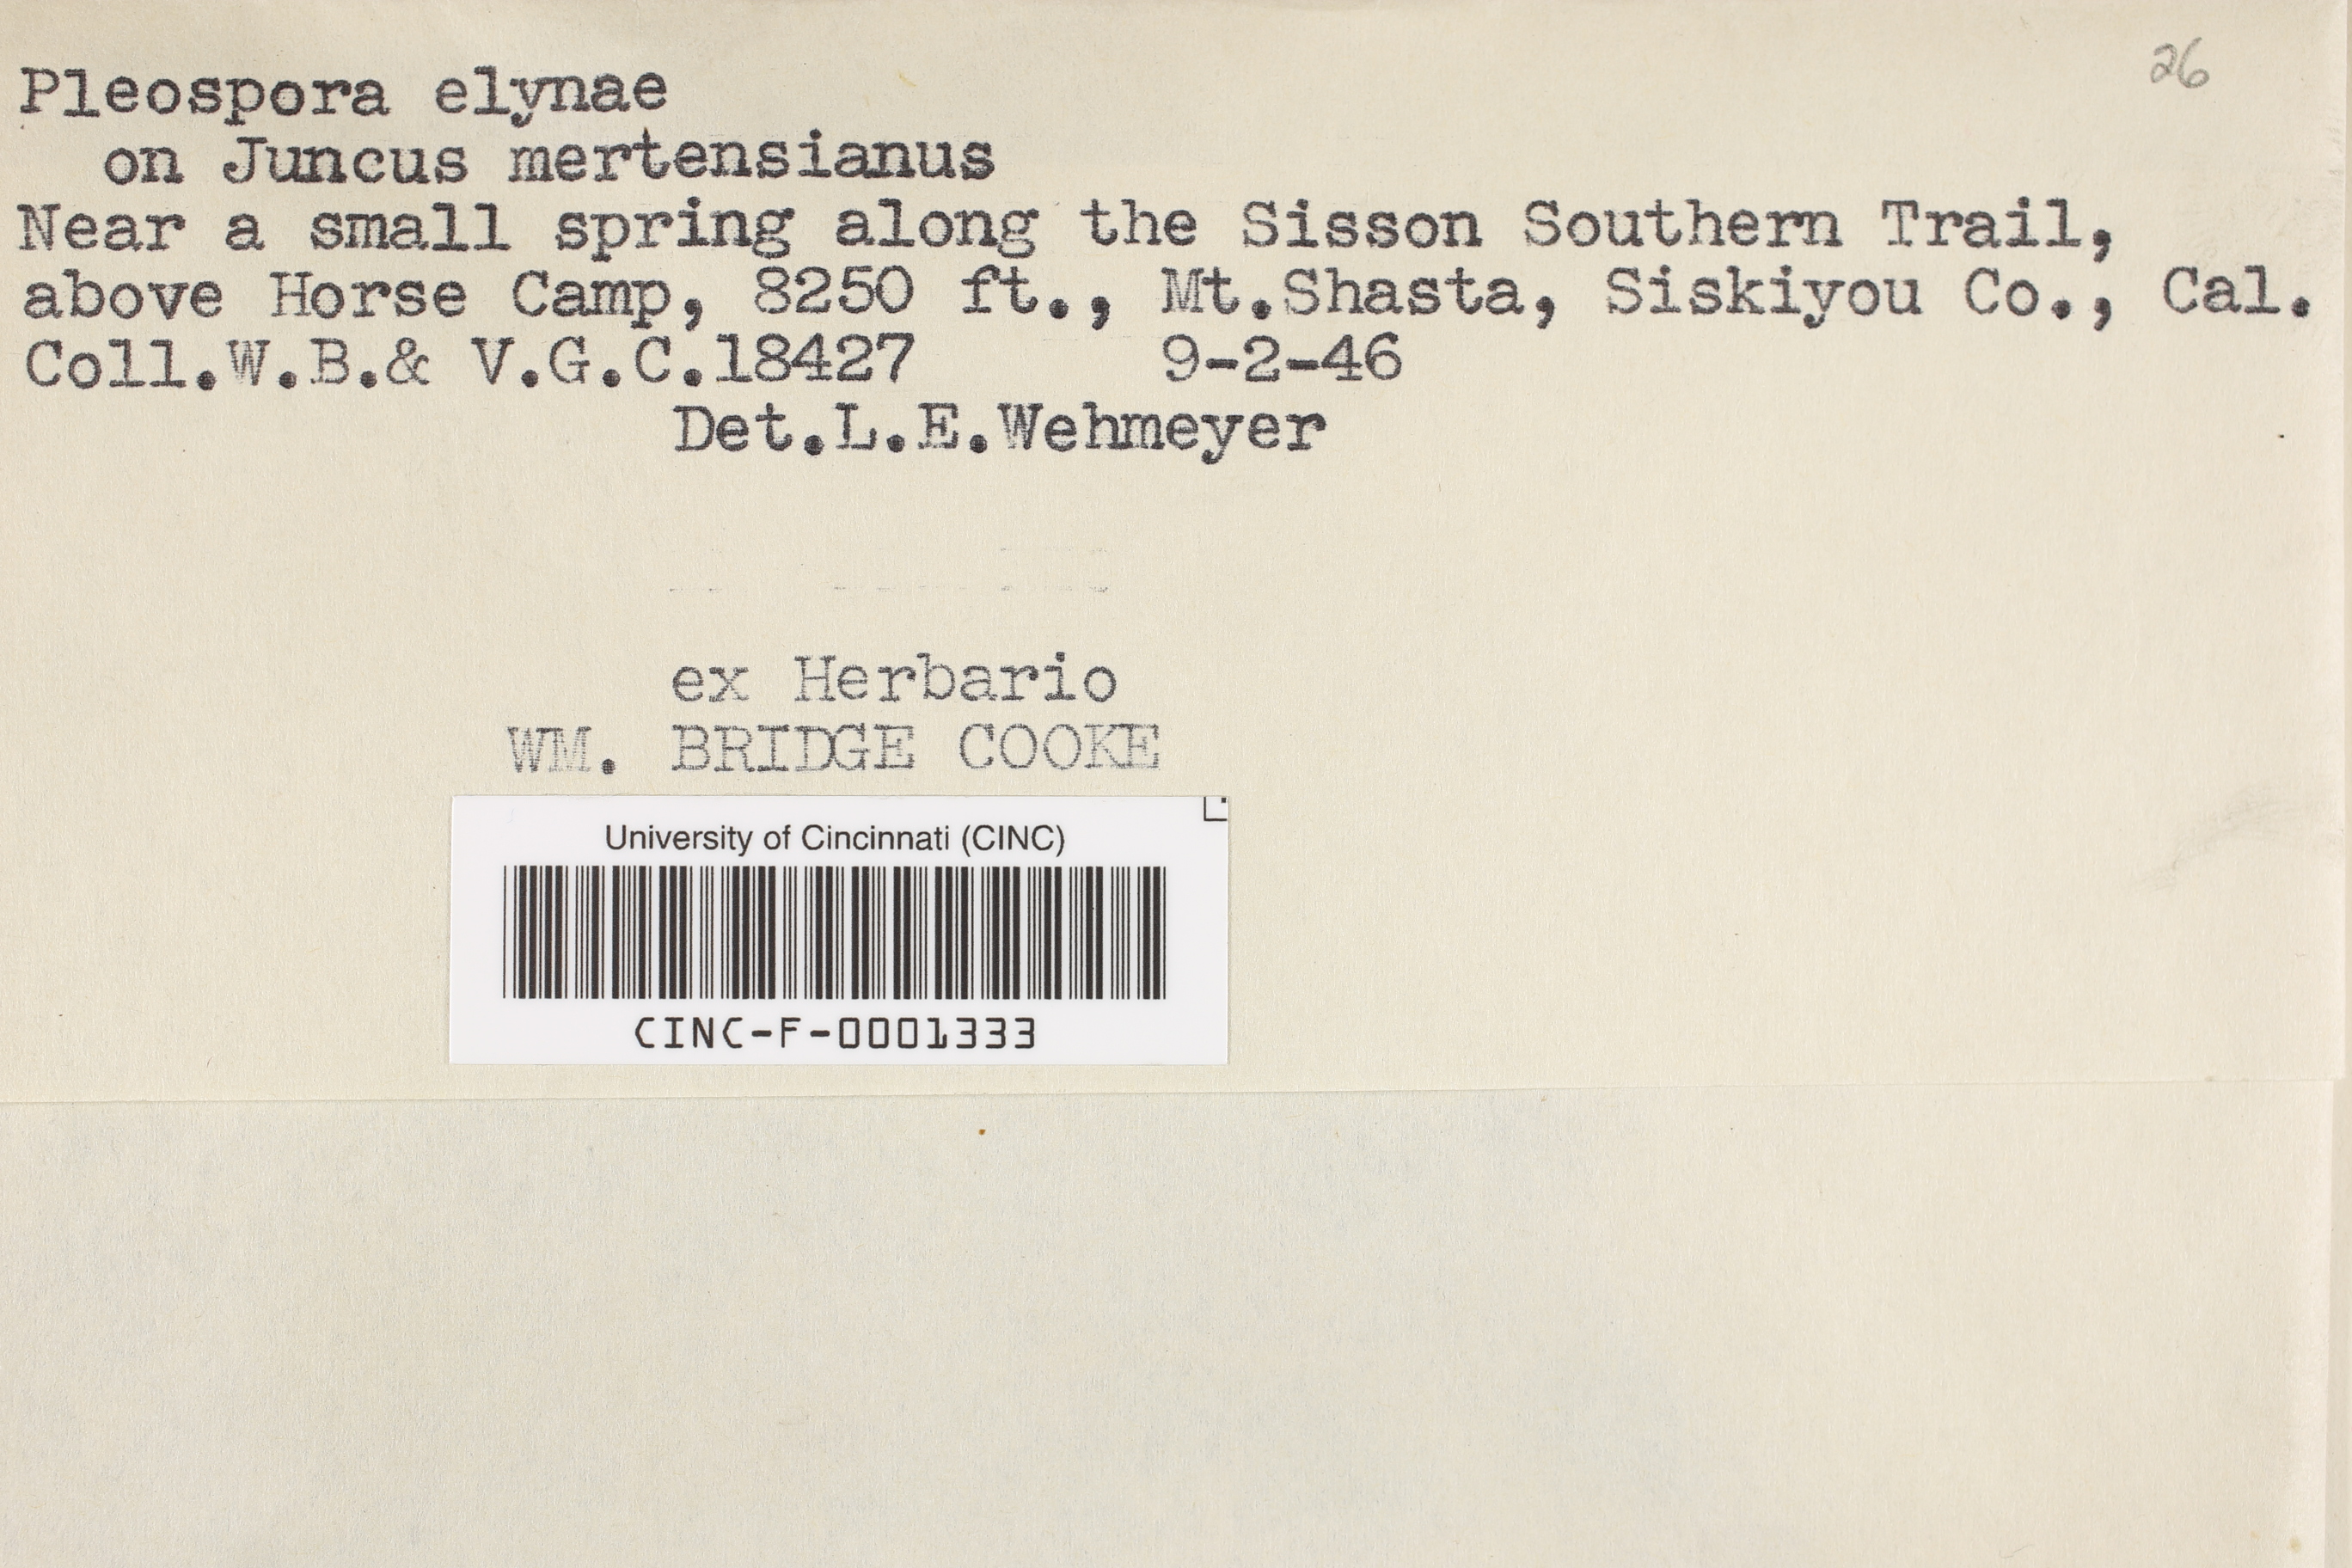 26
Pleospora elynae
on Juncus mertensianus
Near a small spring along the Sisson Southern Trail,
above Horse Camp, 8250 ft., Mt.Shasta, Siskiyou Co., Cal.
Coll.W.B.& V.G.C.18427 9-2-46
Det.L.E.Wehmeyer
ex Herbario
WM. BRIDGE COOKE
University of Cincinnati (CINC)
CINC-F-0001333